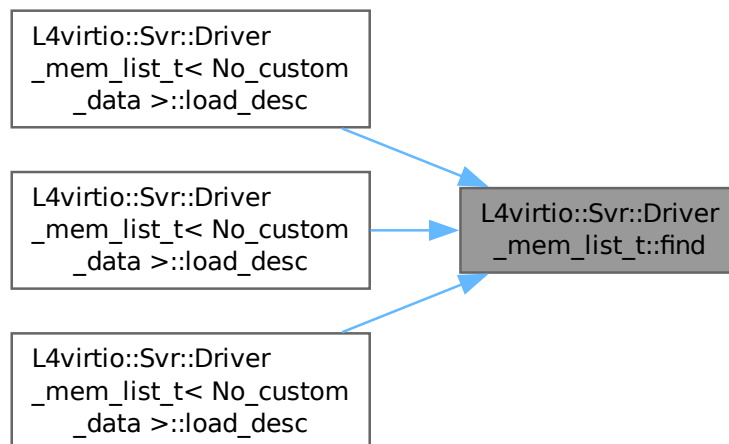 L4virtio::Svr::Driver
_mem_list_t< No_custom
_data >::load_desc
L4virtio::Svr::Driver
_mem_list_t< No_custom
_data >::load_desc
L4virtio::Svr::Driver
_mem_list_t::find
L4virtio::Svr::Driver
_mem_list_t< No_custom
_data >::load_desc